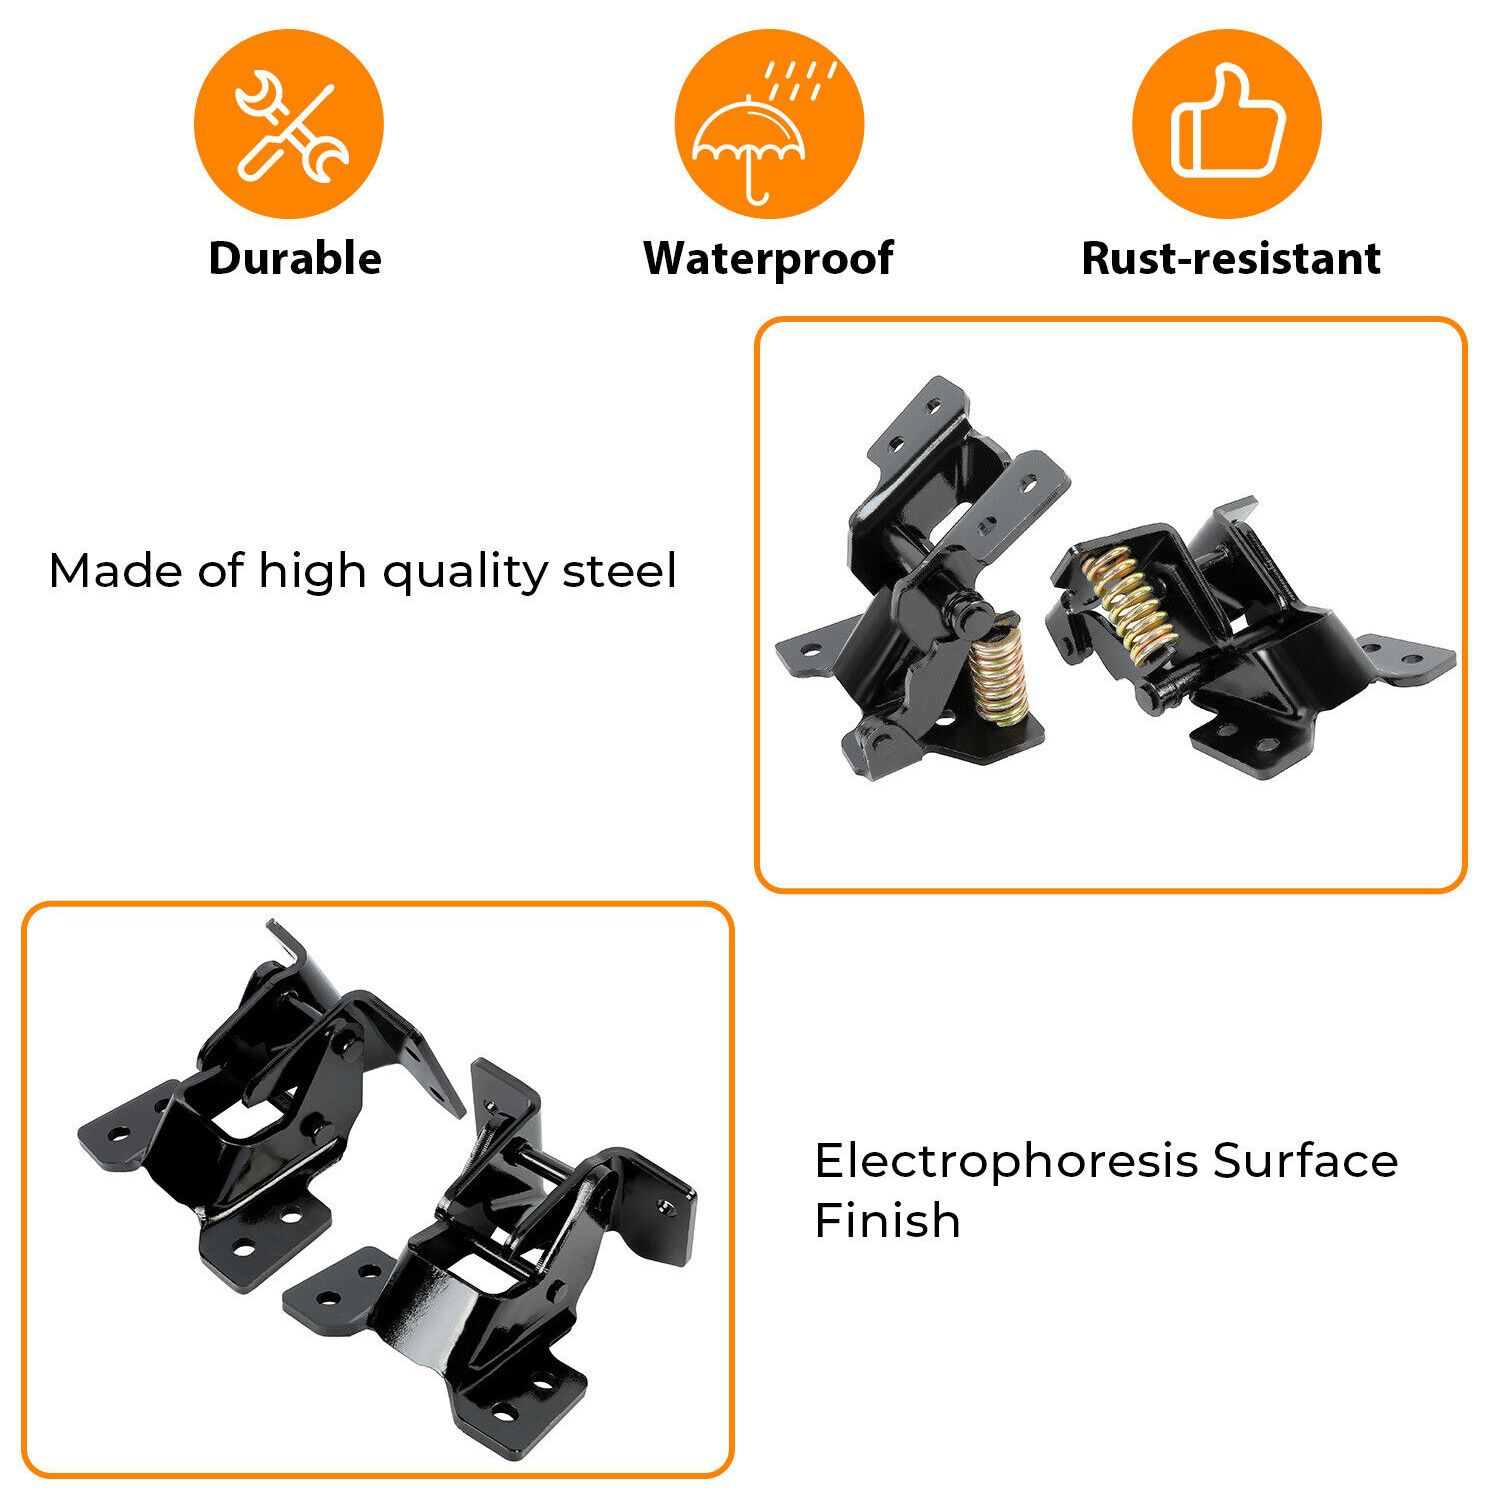 Durable
Waterproof
Rust-resistant
Made of high quality steel
Electrophoresis Surface
Finish